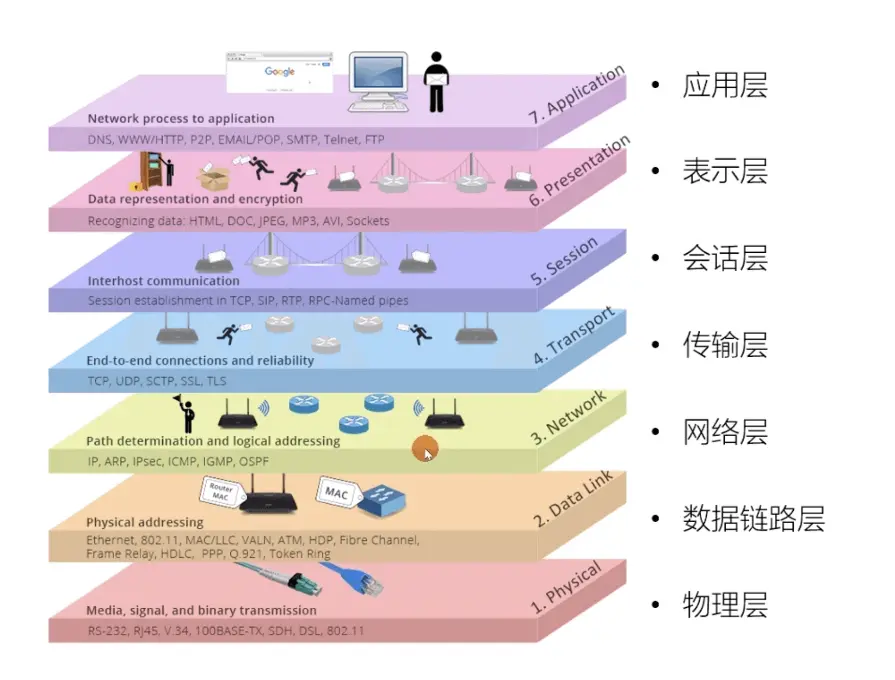 Google
7. Application
Network process to application
DNS, WWW/HTTP, P2P, EMAIL/POP, SMTP, Telnet, FTP
• 应用层
6. Presentation
Data representation and encryption
Recognizing data: HTML, DOC, JPEG, MP3, AVI, Sockets
• 表示层
5. Session
Interhost communication
Session establishment in TCP, SIP, RTP, RPC-Named pipes
• 会话层
4. Transport
End-to-end connections and reliability
TCP, UDP, SCTP, SSL, TLS
• 传输层
3. Network
Path determination and logical addressing
IP, ARP, IPsec, ICMP, IGMP, OSPF
• 网络层
Router
MAC
MAC
2. Data Link
Physical addressing
Ethernet, 802.11, MAC/LLC, VALN, ATM, HDP, Fibre Channel,
Frame Relay, HDLC, PPP, Q.921, Token Ring
• 数据链路层
1. Physical
Media, signal, and binary transmission
RS-232, RJ45, V.34, 100BASE-TX, SDH, DSL, 802.11
• 物理层